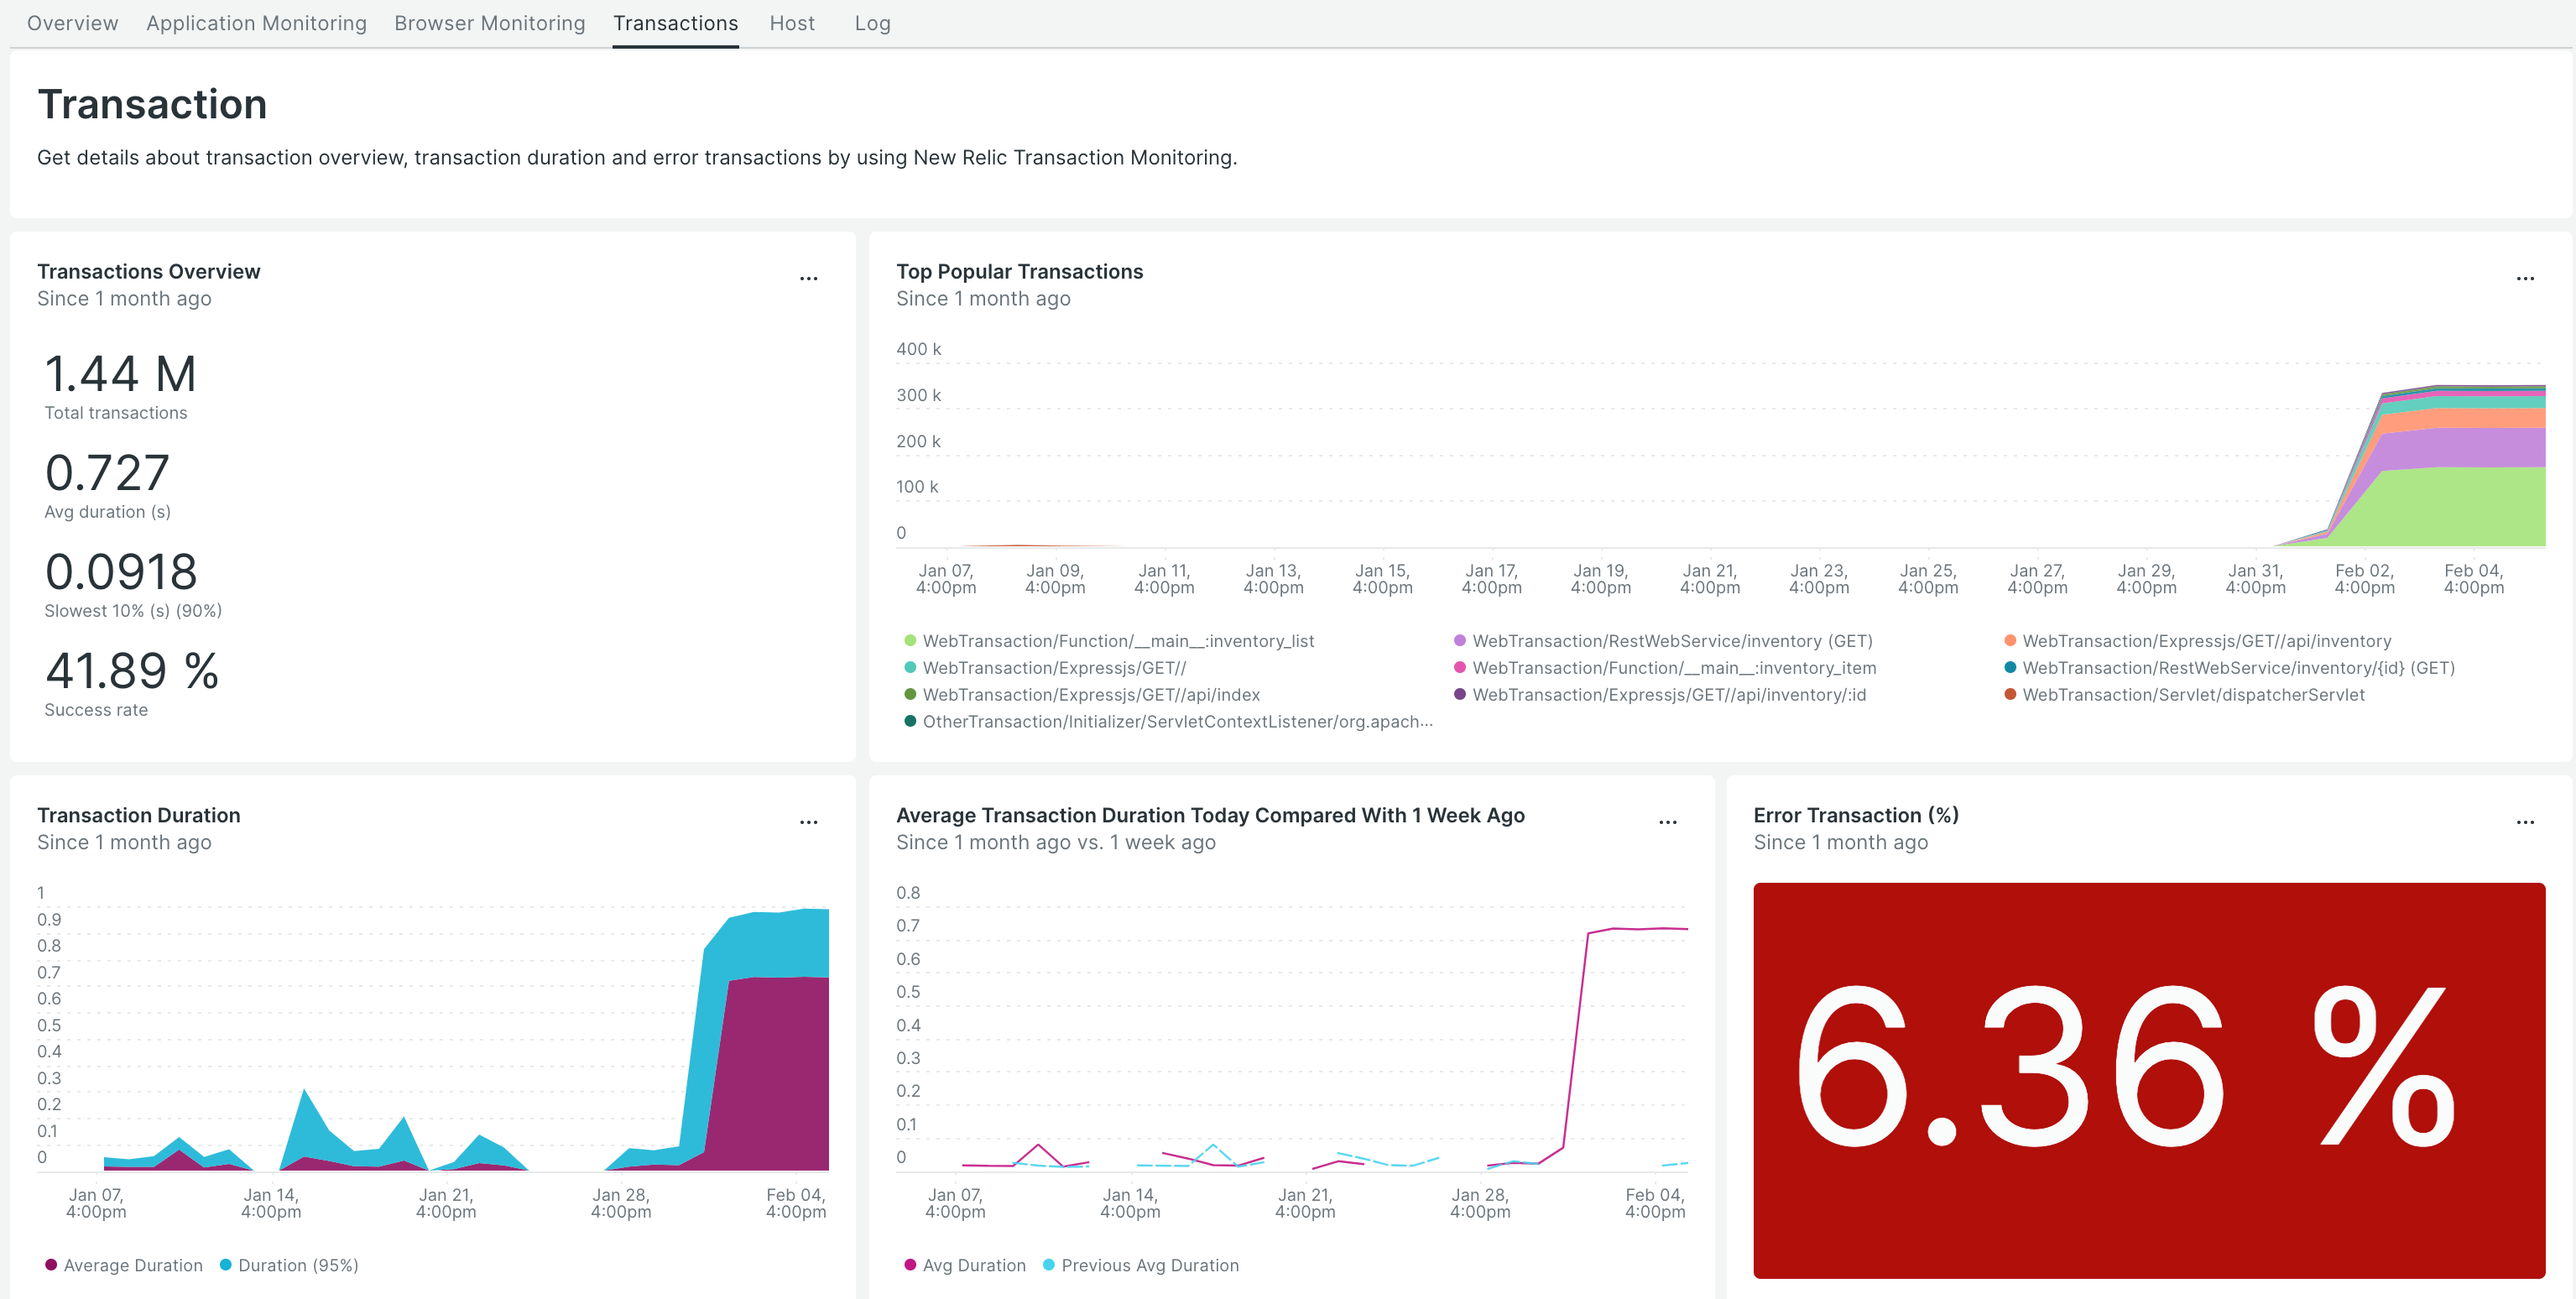 Overview Application Monitoring Browser Monitoring Transactions Host Log
Transaction
Get details about transaction overview, transaction duration and error transactions by using New Relic Transaction Monitoring.
Transactions Overview
...
Since 1 month ago
1.44 M
Total transactions
0.727
Avg duration (s)
0.0918
Slowest 10% (s) (90%)
41.89 %
Success rate
Top Popular Transactions
...
Since 1 month ago
400 k
300 k
200 k
100 k
0
Jan 07, Jan 09, Jan 11, Jan 13, Jan 15, Jan 17, Jan 19, Jan 21, Jan 23, Jan 25, Jan 27, Jan 29, Jan 31, Feb 02, Feb 04,
4:00pm 4:00pm 4:00pm 4:00pm 4:00pm 4:00pm 4:00pm 4:00pm 4:00pm 4:00pm 4:00pm 4:00pm 4:00pm 4:00pm 4:00pm
WebTransaction/Function/__main__:inventory_list WebTransaction/RestWebService/inventory (GET) WebTransaction/Expressjs/GET//api/inventory
WebTransaction/Expressjs/GET// WebTransaction/Function/__main__:inventory_item WebTransaction/RestWebService/inventory/{id} (GET)
WebTransaction/Expressjs/GET//api/index WebTransaction/Expressjs/GET//api/inventory/:id WebTransaction/Servlet/dispatcherServlet
OtherTransaction/Initializer/ServletContextListener/org.apach...
Transaction Duration
...
Since 1 month ago
1
0.9
0.8
0.7
0.6
0.5
0.4
0.3
0.2
0.1
0
Jan 07, Jan 14, Jan 21, Jan 28, Feb 04,
4:00pm 4:00pm 4:00pm 4:00pm 4:00pm
Average Duration Duration (95%)
Average Transaction Duration Today Compared With 1 Week Ago
...
Since 1 month ago vs. 1 week ago
0.8
0.7
0.6
0.5
0.4
0.3
0.2
0.1
0
Jan 07, Jan 14, Jan 21, Jan 28, Feb 04,
4:00pm 4:00pm 4:00pm 4:00pm 4:00pm
Avg Duration Previous Avg Duration
Error Transaction (%)
...
Since 1 month ago
6.36 %